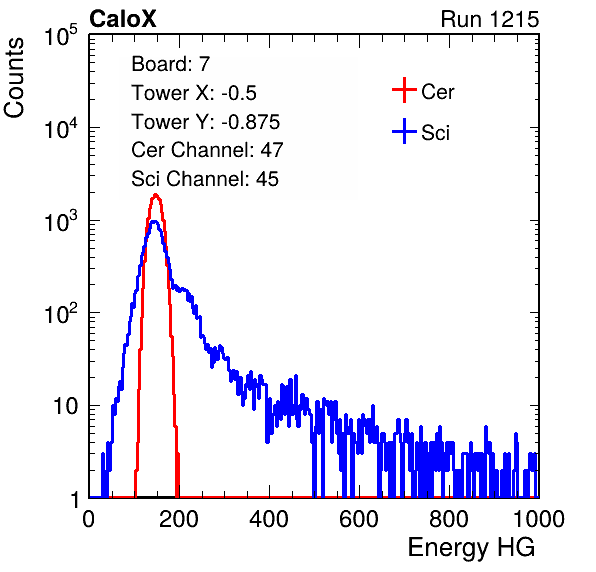 CaloX Run 1215
Board: 7
Tower X: -0.5
Tower Y: -0.875
Cer Channel: 47
Sci Channel: 45
Cer
Sci
Counts
10^5
10^4
10^3
10^2
10
1
0 200 400 600 800 1000
Energy HG